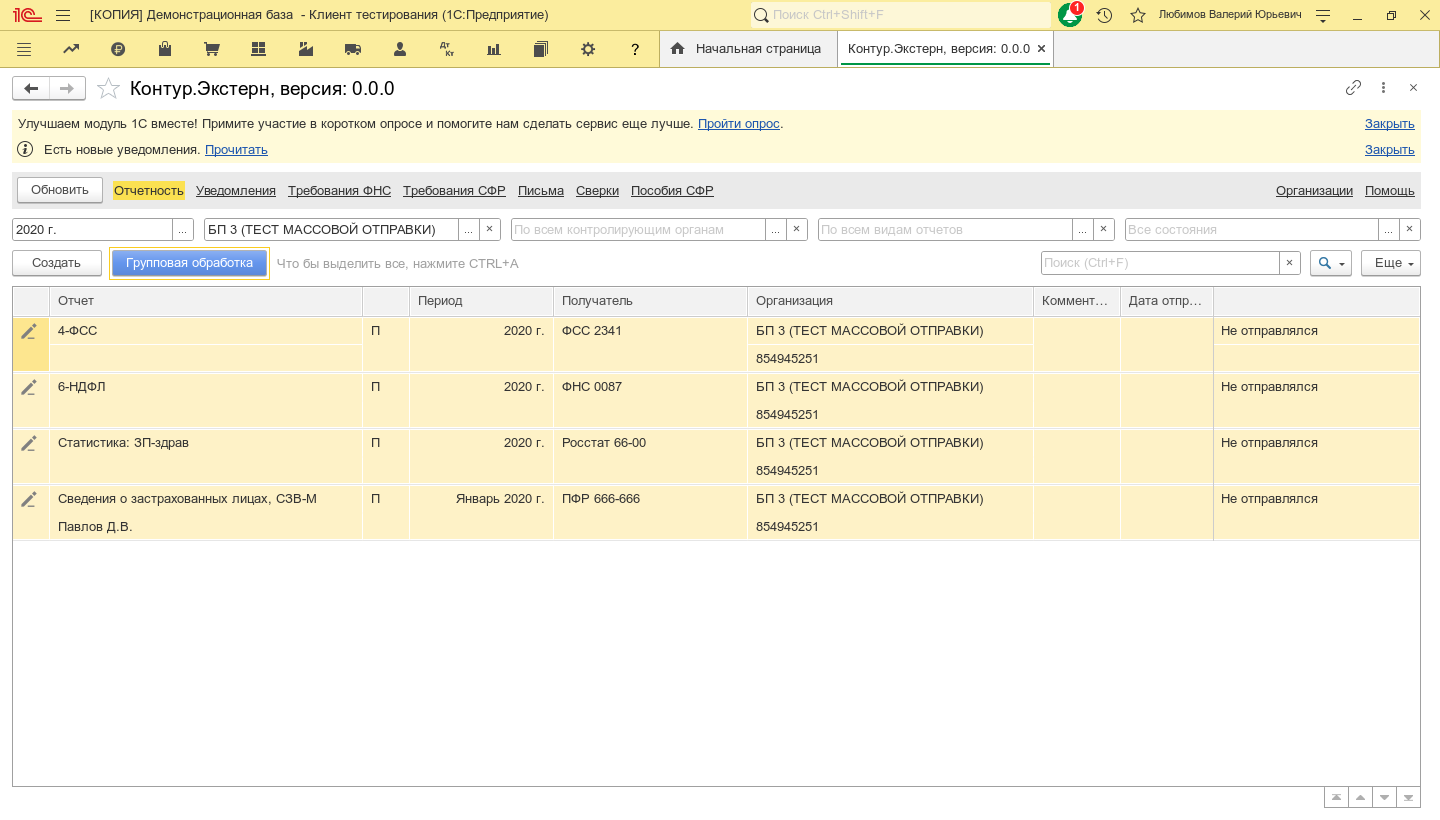 1С [КОПИЯ] Демонстрационная база - Клиент тестирования (1С:Предприятие) Поиск Ctrl+Shift+F 1 Любимов Валерий Юрьевич
Дт Кт ? Начальная страница Контур.Экстерн, версия: 0.0.0 ×
Контур.Экстерн, версия: 0.0.0
Улучшаем модуль 1С вместе! Примите участие в коротком опросе и помогите нам сделать сервис еще лучше. Пройти опрос. Закрыть
Есть новые уведомления. Прочитать Закрыть
Обновить Отчетность Уведомления Требования ФНС Требования СФР Письма Сверки Пособия СФР Организации Помощь
2020 г. ... БП 3 (ТЕСТ МАССОВОЙ ОТПРАВКИ) ... × По всем контролирующим органам ... × По всем видам отчетов ... × Все состояния ... ×
Создать Групповая обработка Что бы выделить все, нажмите CTRL+A Поиск (Ctrl+F) × Еще
Отчет Период Получатель Организация Коммент... Дата отпр...
4-ФСС П 2020 г. ФСС 2341 БП 3 (ТЕСТ МАССОВОЙ ОТПРАВКИ) Не отправлялся
854945251
6-НДФЛ П 2020 г. ФНС 0087 БП 3 (ТЕСТ МАССОВОЙ ОТПРАВКИ) Не отправлялся
854945251
Статистика: ЗП-здрав П 2020 г. Росстат 66-00 БП 3 (ТЕСТ МАССОВОЙ ОТПРАВКИ) Не отправлялся
854945251
Сведения о застрахованных лицах, СЗВ-М П Январь 2020 г. ПФР 666-666 БП 3 (ТЕСТ МАССОВОЙ ОТПРАВКИ) Не отправлялся
Павлов Д.В. 854945251